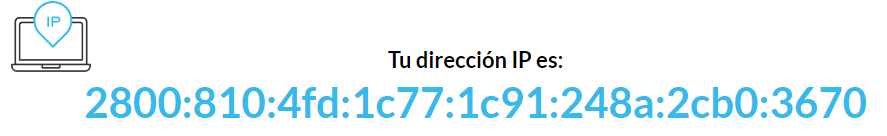 IP
Tu dirección IP es:
2800:810:4fd:1c77:1c91:248a:2cb0:3670